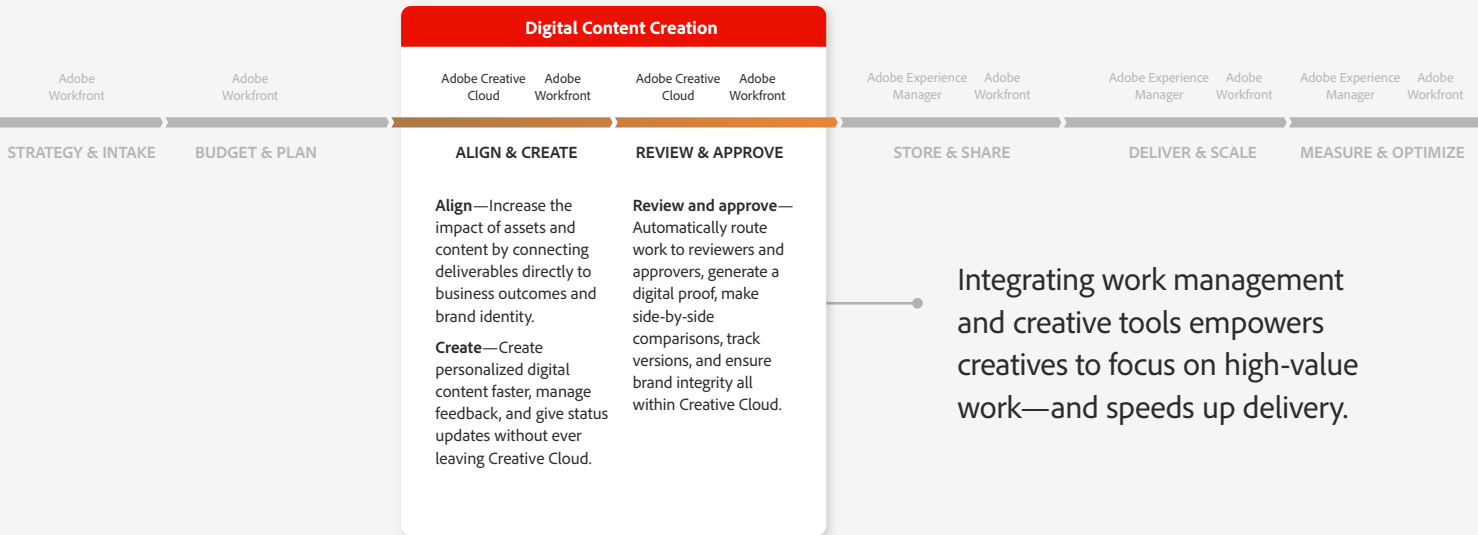 Digital Content Creation
Adobe
Workfront
Adobe
Workfront
Adobe Creative
Cloud
Adobe
Workfront
Adobe Creative
Cloud
Adobe
Workfront
Adobe Experience
Manager
Adobe
Workfront
Adobe Experience
Manager
Adobe
Workfront
Adobe Experience
Manager
Adobe
Workfront
STRATEGY & INTAKE
BUDGET & PLAN
ALIGN & CREATE
REVIEW & APPROVE
STORE & SHARE
DELIVER & SCALE
MEASURE & OPTIMIZE
Align—Increase the
impact of assets and
content by connecting
deliverables directly to
business outcomes and
brand identity.
Create—Create
personalized digital
content faster, manage
feedback, and give status
updates without ever
leaving Creative Cloud.
Review and approve—
Automatically route
work to reviewers and
approvers, generate a
digital proof, make
side-by-side
comparisons, track
versions, and ensure
brand integrity all
within Creative Cloud.
Integrating work management
and creative tools empowers
creatives to focus on high-value
work—and speeds up delivery.